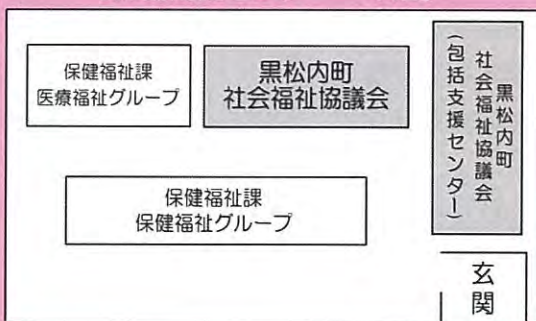 保健福祉課
医療福祉グループ
黒松内町
社会福祉協議会
黒松内町
社会福祉協議会
（包括支援センター）
保健福祉課
保健福祉グループ
玄関